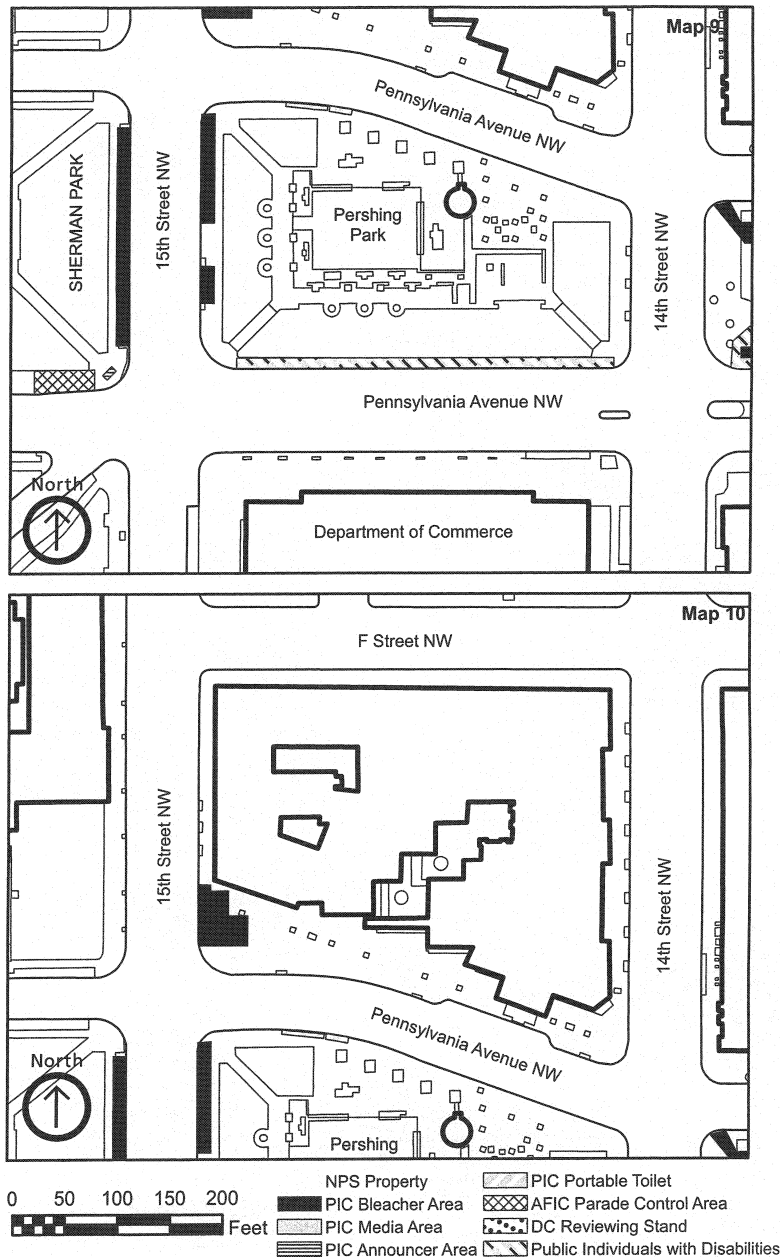 Map 9
Pennsylvania Avenue NW
SHERMAN PARK
15th Street NW
Pershing
Park
14th Street NW
Pennsylvania Avenue NW
North
Department of Commerce
Map 10
F Street NW
15th Street NW
14th Street NW
Pennsylvania Avenue NW
North
Pershing
0 50 100 150 200
Feet
NPS Property
PIC Bleacher Area
PIC Media Area
PIC Announcer Area
PIC Portable Toilet
AFIC Parade Control Area
DC Reviewing Stand
Public Individuals with Disabilities